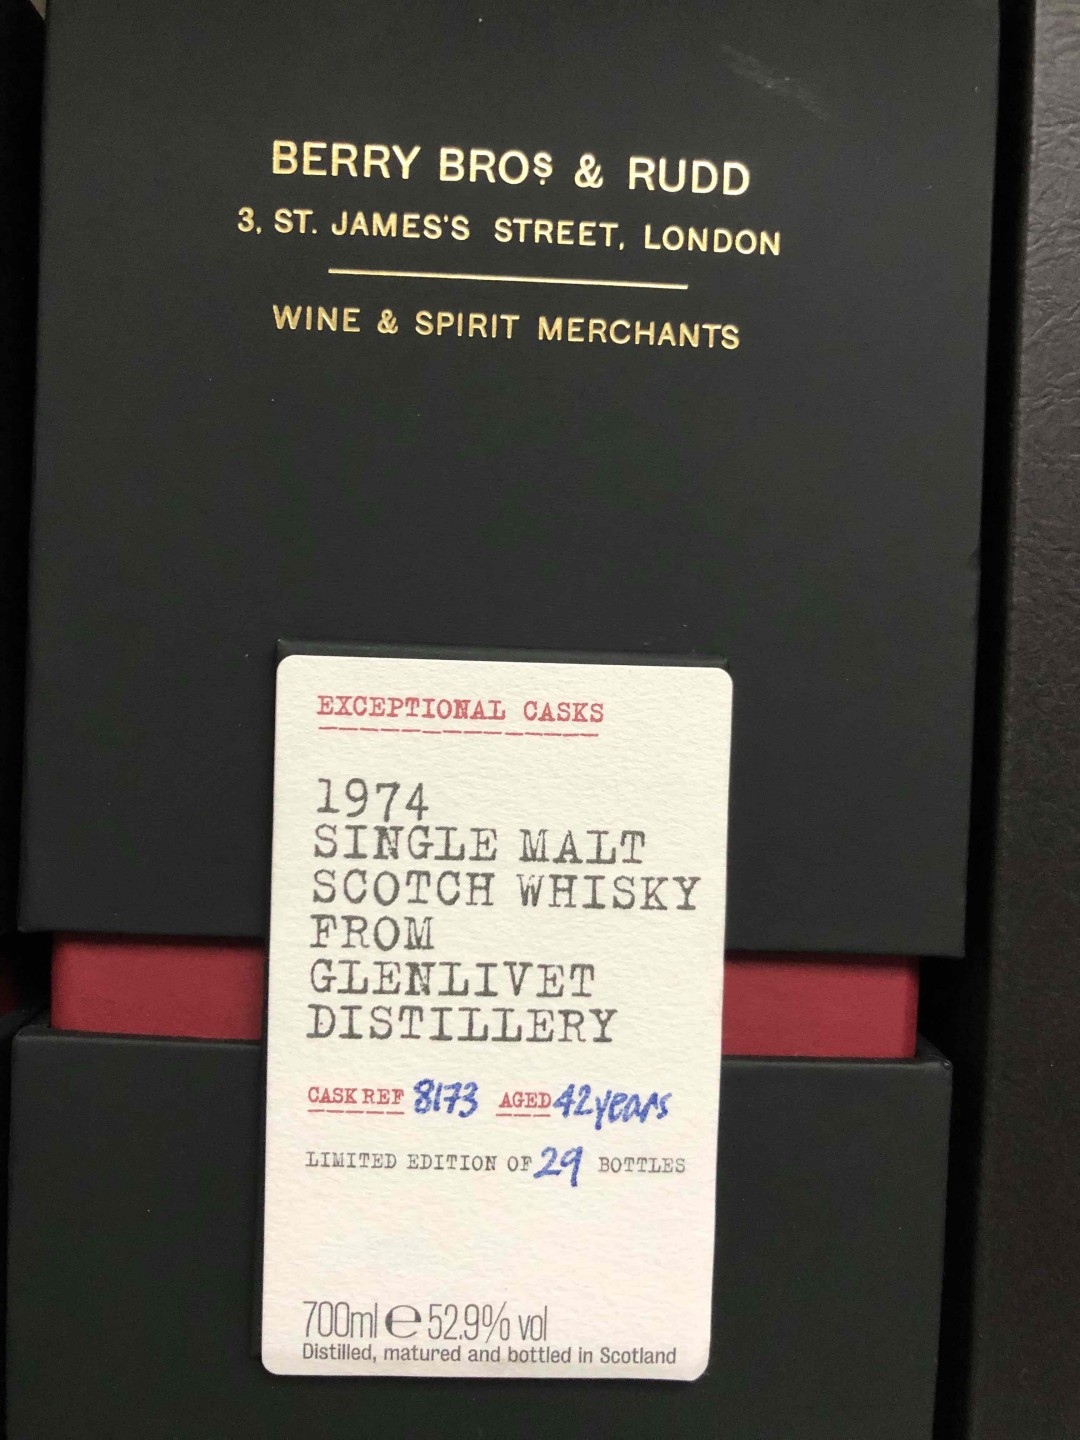 BERRY BROS & RUDD
3, ST. JAMES'S STREET, LONDON
WINE & SPIRIT MERCHANTS
EXCEPTIONAL CASKS
1974
SINGLE MALT
SCOTCH WHISKY
FROM
GLENLIVET
DISTILLERY
CASK REF 8173 AGED 42 years
LIMITED EDITION OF 29 BOTTLES
700ml ℮ 52.9% vol
Distilled, matured and bottled in Scotland